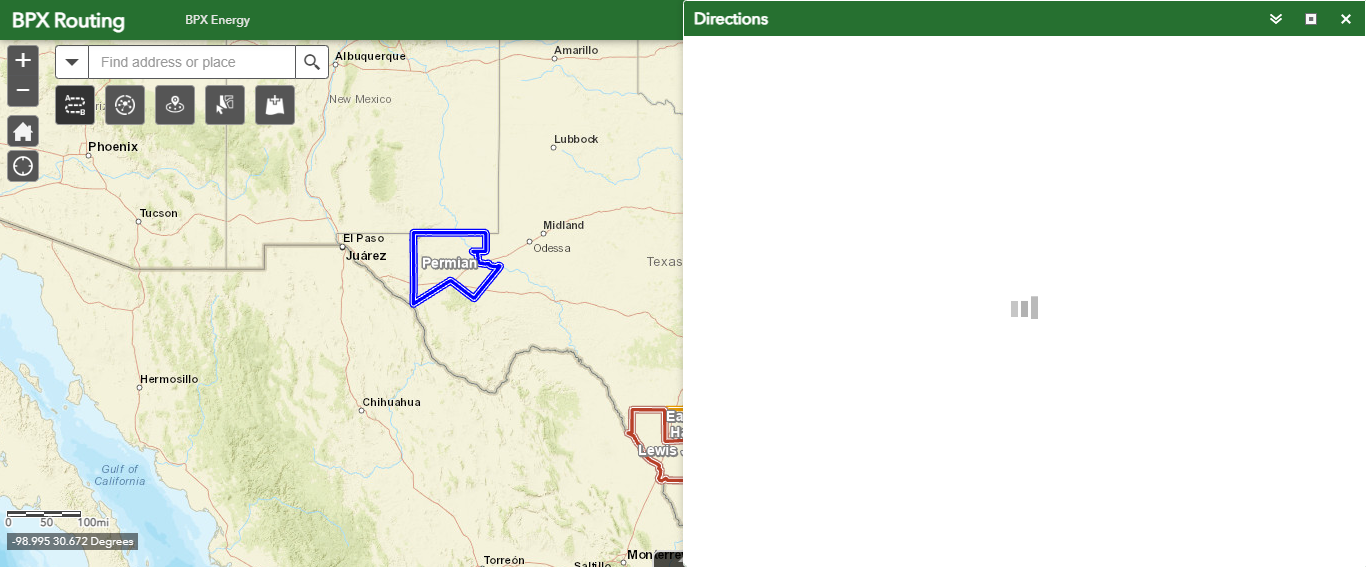 BPX Routing
BPX Energy
Directions
Find address or place
Albuquerque
Amarillo
New Mexico
Phoenix
Lubbock
Tucson
Midland
El Paso
Odessa
Juárez
Permian
Texas
Hermosillo
Chihuahua
Lewis
Gulf of
California
0 50 100mi
-98.995 30.672 Degrees
Torreón
Monterrey
Saltillo